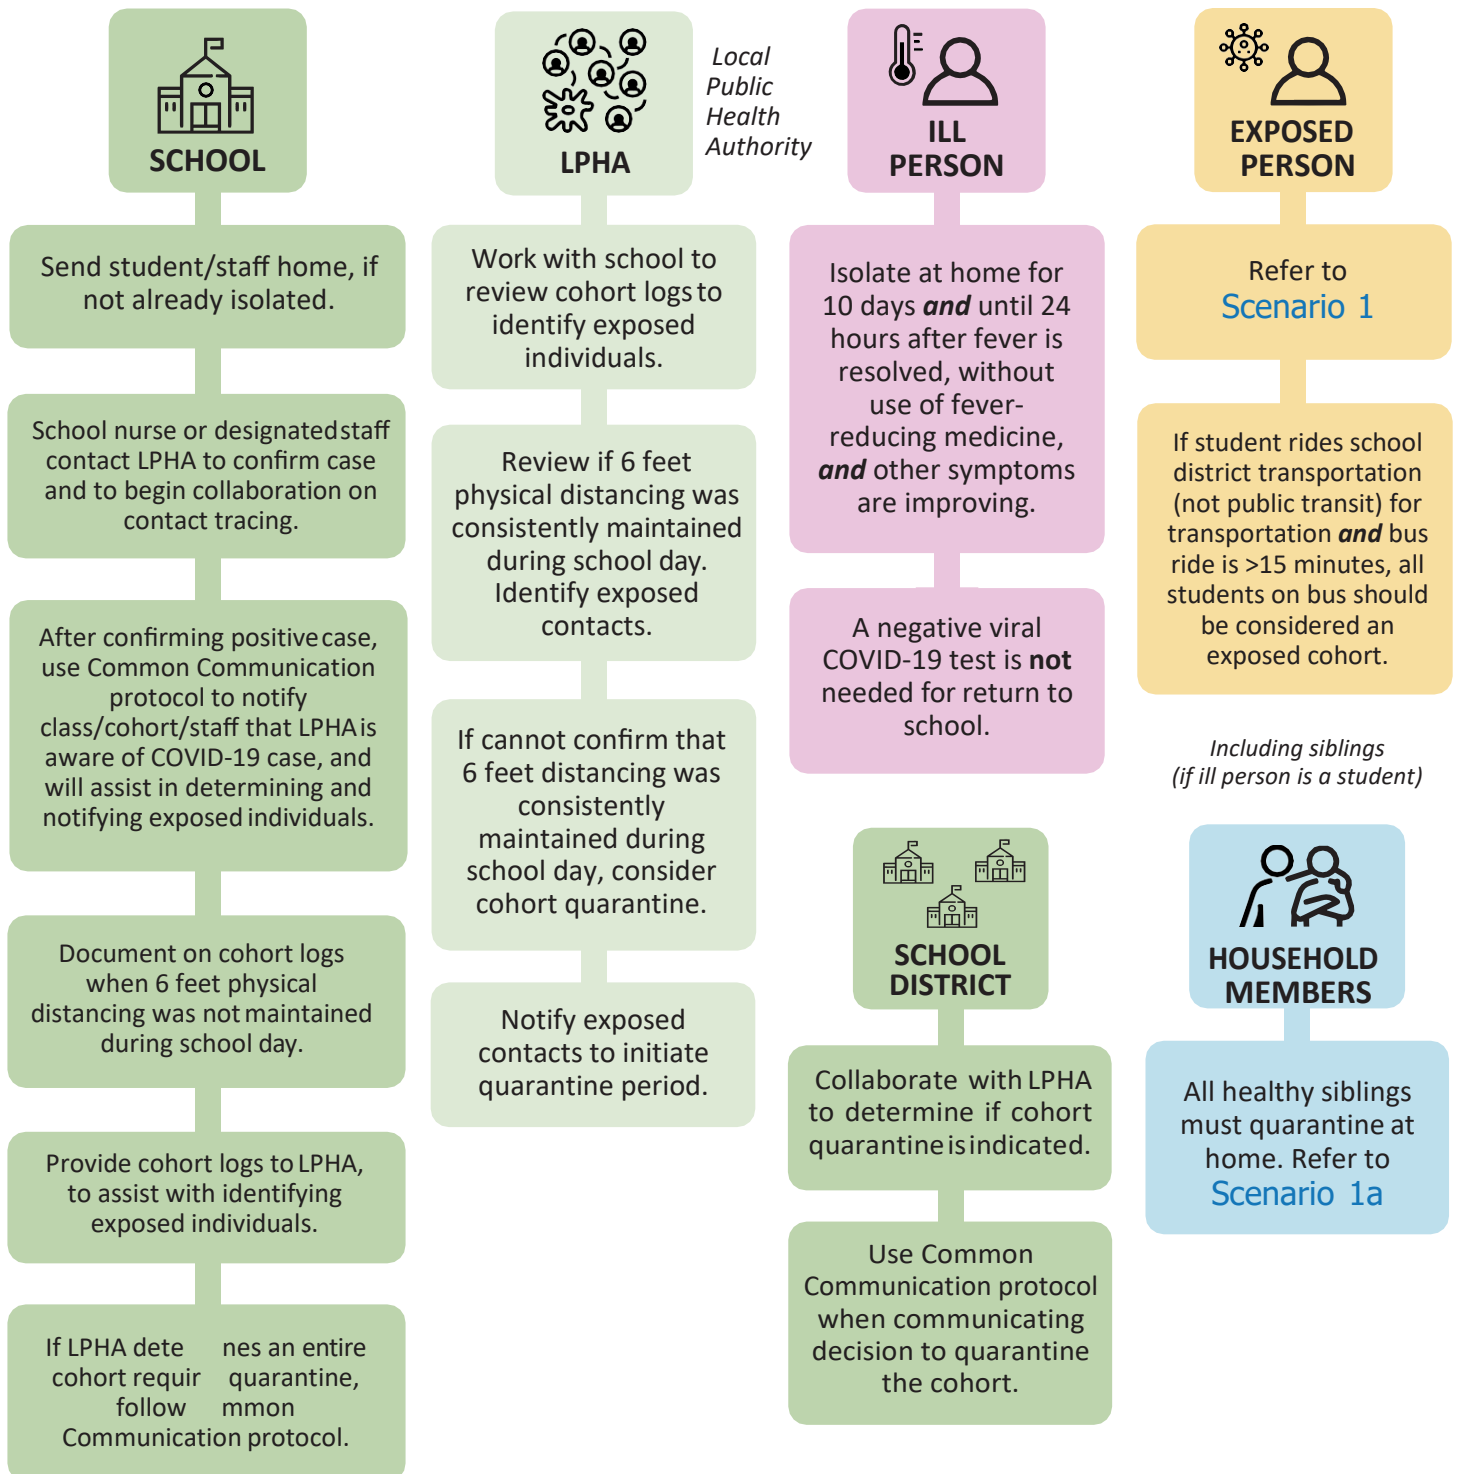 SCHOOL
Send student/staff home, if
not already isolated.
School nurse or designated staff
contact LPHA to confirm case
and to begin collaboration on
contact tracing.
After confirming positive case,
use Common Communication
protocol to notify
class/cohort/staff that LPHA is
aware of COVID-19 case, and
will assist in determining and
notifying exposed individuals.
Document on cohort logs
when 6 feet physical
distancing was not maintained
during school day.
Provide cohort logs to LPHA,
to assist with identifying
exposed individuals.
If LPHA dete nes an entire
cohort requir quarantine,
follow mmon
Communication protocol.
LPHA
Local
Public
Health
Authority
Work with school to
review cohort logs to
identify exposed
individuals.
Review if 6 feet
physical distancing was
consistently maintained
during school day.
Identify exposed
contacts.
If cannot confirm that
6 feet distancing was
consistently
maintained during
school day, consider
cohort quarantine.
Notify exposed
contacts to initiate
quarantine period.
ILL
PERSON
Isolate at home for
10 days and until 24
hours after fever is
resolved, without
use of fever-
reducing medicine,
and other symptoms
are improving.
A negative viral
COVID-19 test is not
needed for return to
school.
SCHOOL
DISTRICT
Collaborate with LPHA
to determine if cohort
quarantine is indicated.
Use Common
Communication protocol
when communicating
decision to quarantine
the cohort.
EXPOSED
PERSON
Refer to
Scenario 1
If student rides school
district transportation
(not public transit) for
transportation and bus
ride is >15 minutes, all
students on bus should
be considered an
exposed cohort.
Including siblings
(if ill person is a student)
HOUSEHOLD
MEMBERS
All healthy siblings
must quarantine at
home. Refer to
Scenario 1a